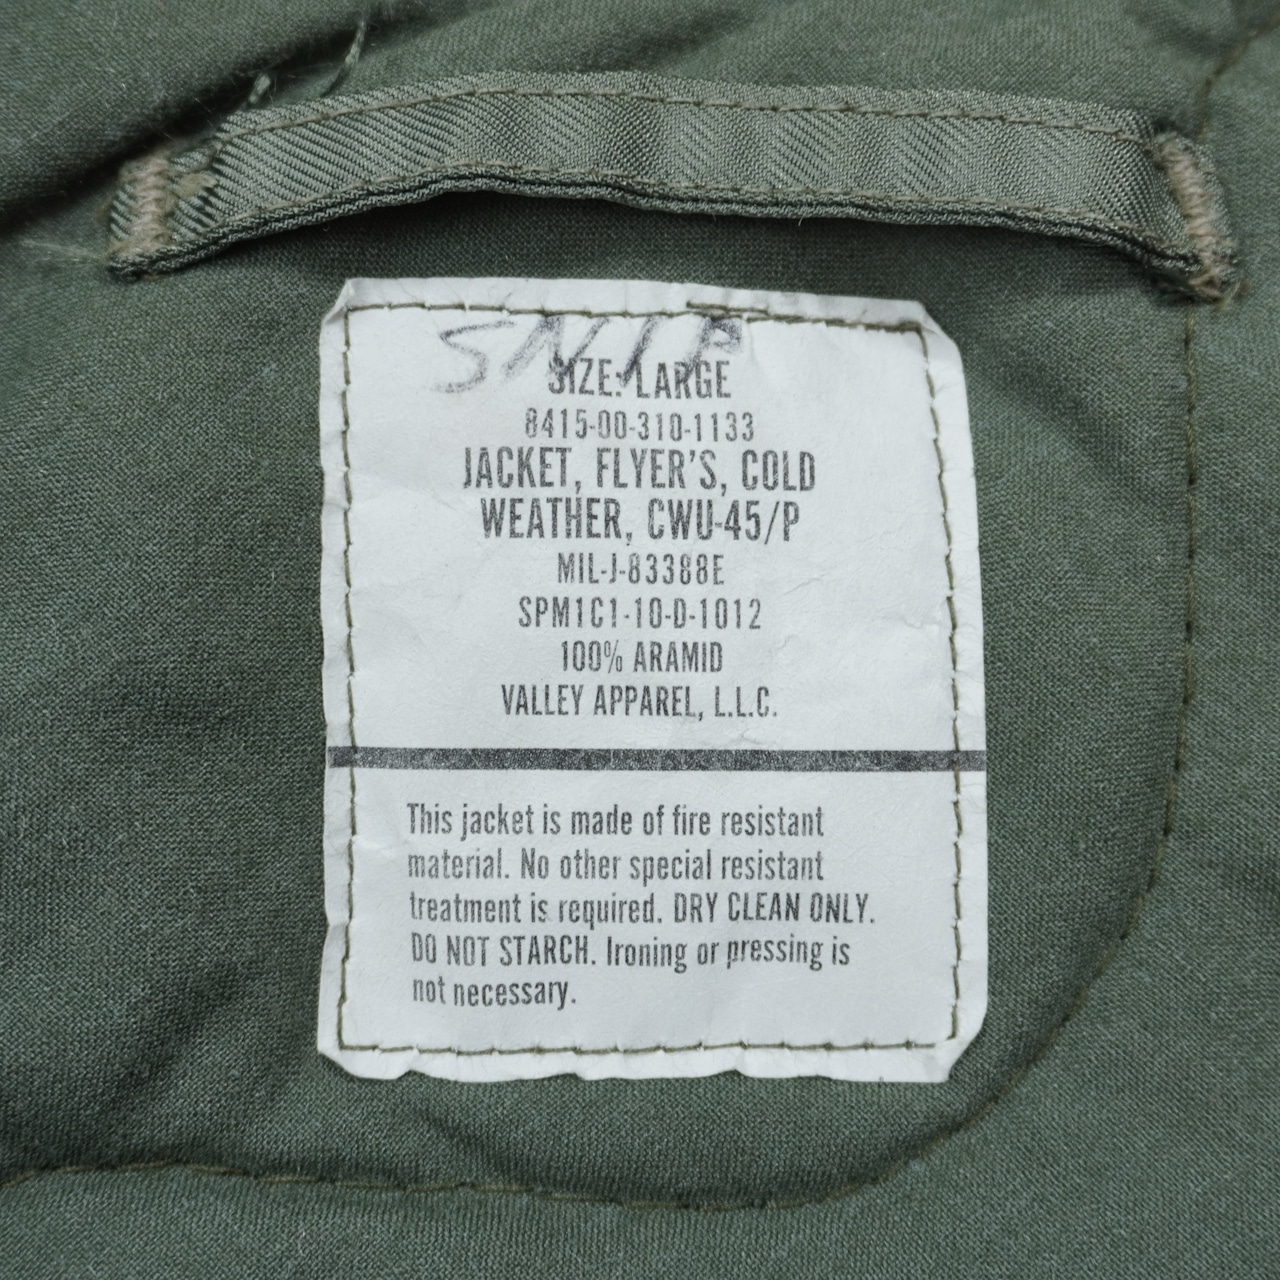 SNIP
SIZE: LARGE
8415-00-310-1133
JACKET, FLYER'S, COLD
WEATHER, CWU-45/P
MIL-J-83388E
SPM1C1-10-D-1012
100% ARAMID
VALLEY APPAREL, L.L.C.
This jacket is made of fire resistant
material. No other special resistant
treatment is required. DRY CLEAN ONLY.
DO NOT STARCH. Ironing or pressing is
not necessary.